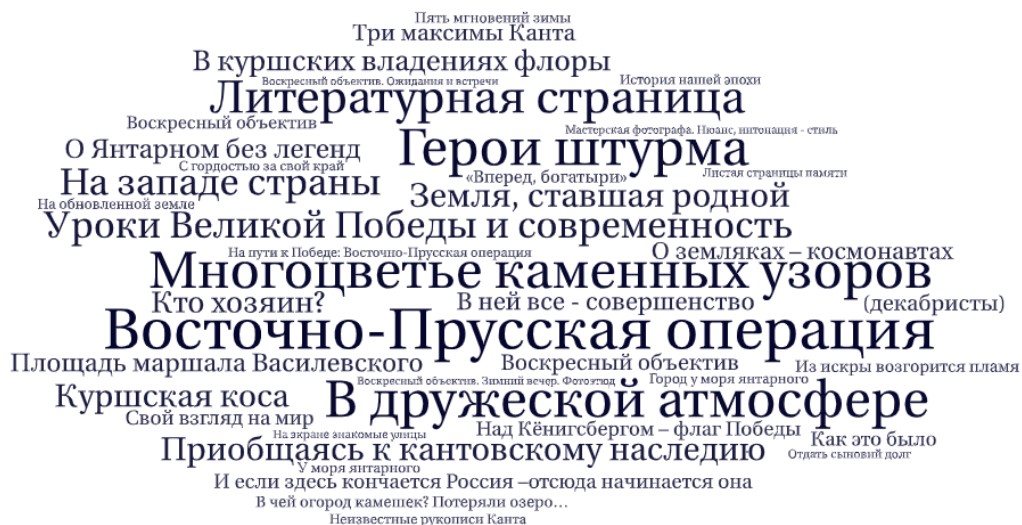 Пять мгновений зимы
Три максимы Канта
В куршских владениях флоры
Воскресный объектив. Ожидания и встречи
История нашей эпохи
Литературная страница
Воскресный объектив
Мастерская фотографа. Нюанс, интонация - стиль
О Янтарном без легенд
Герои штурма
С гордостью за свой край
«Вперед, богатыри»
Листая страницы памяти
На западе страны
Земля, ставшая родной
На обновленной земле
Уроки Великой Победы и современность
На пути к Победе: Восточно-Прусская операция
О земляках – космонавтах
Многоцветье каменных узоров
Кто хозяин?
В ней все - совершенство
(декабристы)
Восточно-Прусская операция
Площадь маршала Василевского
Воскресный объектив
Из искры возгорится пламя
Воскресный объектив. Зимний вечер. Фотоэтюд
Город у моря янтарного
Куршская коса
В дружеской атмосфере
Свой взгляд на мир
На экране знакомые улицы
Над Кёнигсбергом – флаг Победы
Как это было
Приобщаясь к кантовскому наследию
Отдать сыновий долг
У моря янтарного
И если здесь кончается Россия –отсюда начинается она
В чей огород камешек? Потеряли озеро…
Неизвестные рукописи Канта